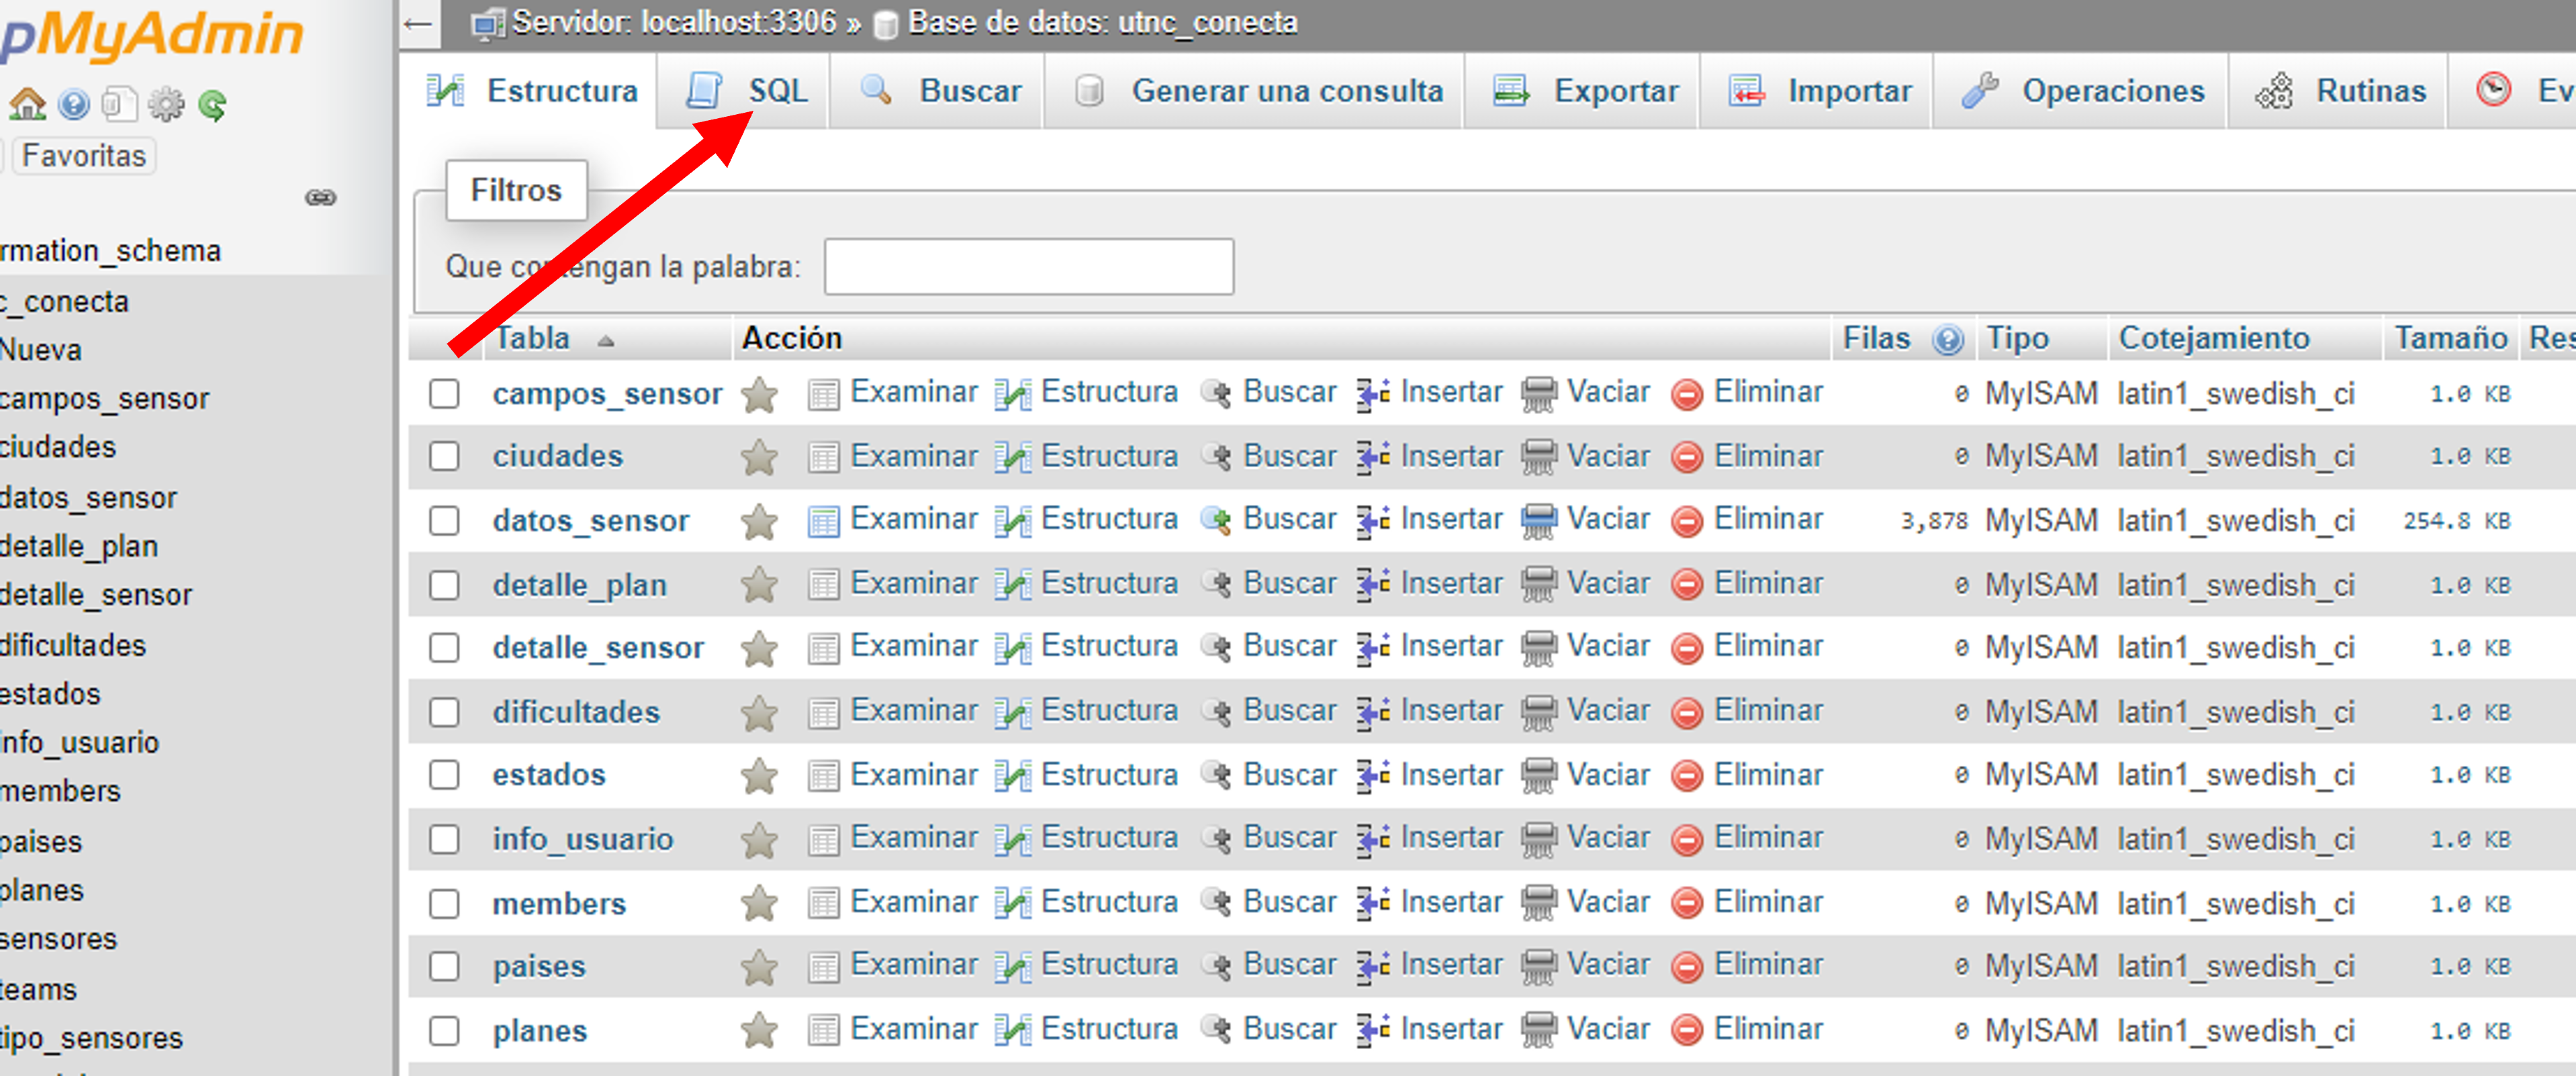 pMyAdmin
Favoritas
rmation_schema
c_conecta
Nueva
campos_sensor
ciudades
datos_sensor
detalle_plan
detalle_sensor
dificultades
estados
info_usuario
members
paises
planes
sensores
teams
tipo_sensores
Servidor: localhost:3306 » Base de datos: utnc_conecta
Estructura SQL Buscar Generar una consulta Exportar Importar Operaciones Rutinas Ev
Filtros
Que contengan la palabra:
Tabla Acción Filas Tipo Cotejamiento Tamaño Res
campos_sensor Examinar Estructura Buscar Insertar Vaciar Eliminar 0 MyISAM latin1_swedish_ci 1.0 KB
ciudades Examinar Estructura Buscar Insertar Vaciar Eliminar 0 MyISAM latin1_swedish_ci 1.0 KB
datos_sensor Examinar Estructura Buscar Insertar Vaciar Eliminar 3,878 MyISAM latin1_swedish_ci 254.8 KB
detalle_plan Examinar Estructura Buscar Insertar Vaciar Eliminar 0 MyISAM latin1_swedish_ci 1.0 KB
detalle_sensor Examinar Estructura Buscar Insertar Vaciar Eliminar 0 MyISAM latin1_swedish_ci 1.0 KB
dificultades Examinar Estructura Buscar Insertar Vaciar Eliminar 0 MyISAM latin1_swedish_ci 1.0 KB
estados Examinar Estructura Buscar Insertar Vaciar Eliminar 0 MyISAM latin1_swedish_ci 1.0 KB
info_usuario Examinar Estructura Buscar Insertar Vaciar Eliminar 0 MyISAM latin1_swedish_ci 1.0 KB
members Examinar Estructura Buscar Insertar Vaciar Eliminar 0 MyISAM latin1_swedish_ci 1.0 KB
paises Examinar Estructura Buscar Insertar Vaciar Eliminar 0 MyISAM latin1_swedish_ci 1.0 KB
planes Examinar Estructura Buscar Insertar Vaciar Eliminar 0 MyISAM latin1_swedish_ci 1.0 KB